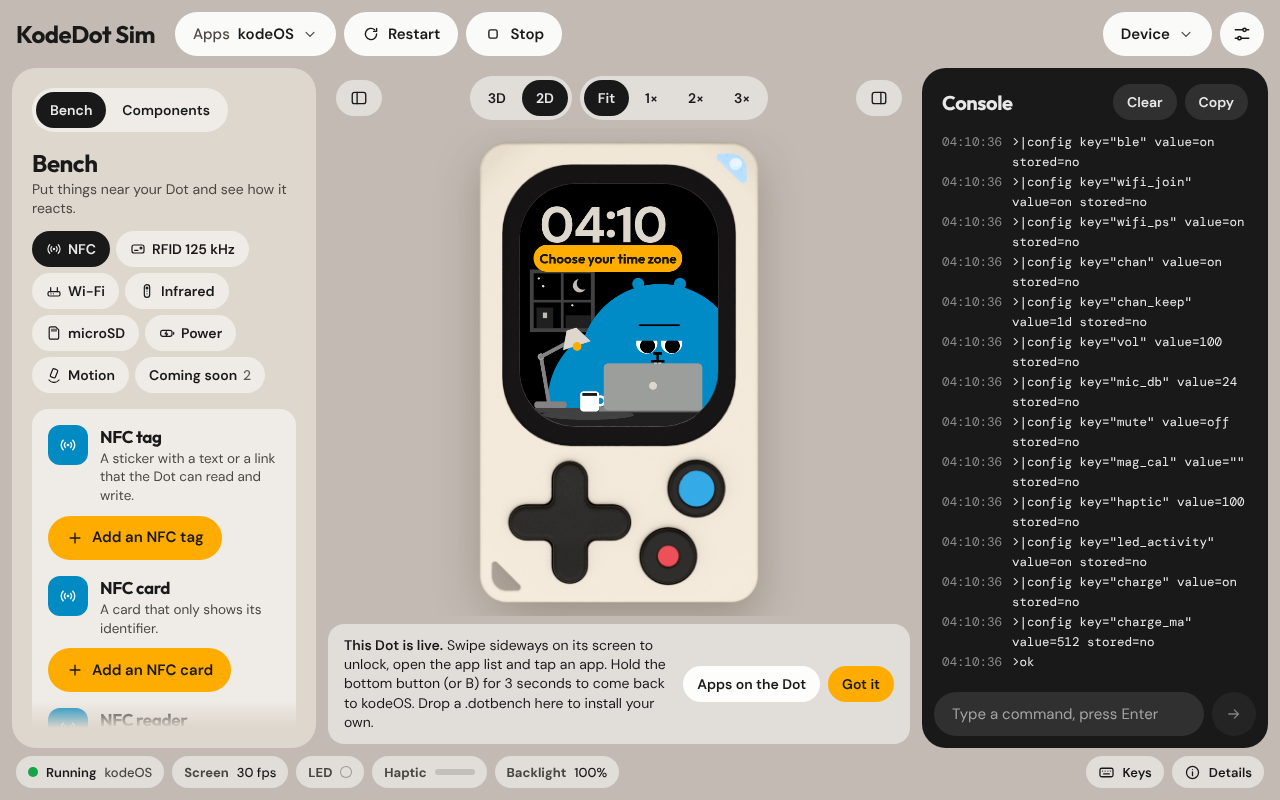 KodeDot Sim
Apps kodeOS
Restart
Stop
Device
Bench
Components
Bench
Put things near your Dot and see how it
reacts.
NFC
RFID 125 kHz
Wi-Fi
Infrared
microSD
Power
Motion
Coming soon 2
NFC tag
A sticker with a text or a link
that the Dot can read and
write.
+ Add an NFC tag
NFC card
A card that only shows its
identifier.
+ Add an NFC card
NFC reader
3D
2D
Fit
1×
2×
3×
04:10
Choose your time zone
This Dot is live. Swipe sideways on its screen to
unlock, open the app list and tap an app. Hold the
bottom button (or B) for 3 seconds to come back
to kodeOS. Drop a .dotbench here to install your
own.
Apps on the Dot
Got it
Console
Clear
Copy
04:10:36 >|config key="ble" value=on
stored=no
04:10:36 >|config key="wifi_join"
value=on stored=no
04:10:36 >|config key="wifi_ps" value=on
stored=no
04:10:36 >|config key="chan" value=on
stored=no
04:10:36 >|config key="chan_keep"
value=1d stored=no
04:10:36 >|config key="vol" value=100
stored=no
04:10:36 >|config key="mic_db" value=24
stored=no
04:10:36 >|config key="mute" value=off
stored=no
04:10:36 >|config key="mag_cal" value=""
stored=no
04:10:36 >|config key="haptic" value=100
stored=no
04:10:36 >|config key="led_activity"
value=on stored=no
04:10:36 >|config key="charge" value=on
stored=no
04:10:36 >|config key="charge_ma"
value=512 stored=no
04:10:36 >ok
Type a command, press Enter
Running kodeOS
Screen 30 fps
LED
Haptic
Backlight 100%
Keys
Details